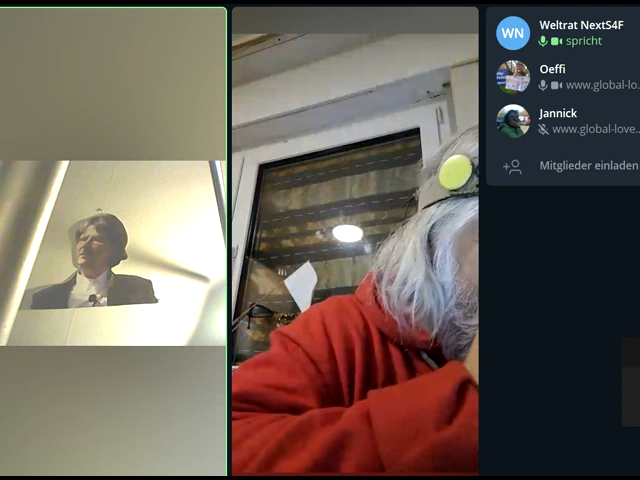 WN
Weltrat NextS4F
spricht
Oeffi
www.global-lo...
Jannick
www.global-love...
Mitglieder einladen